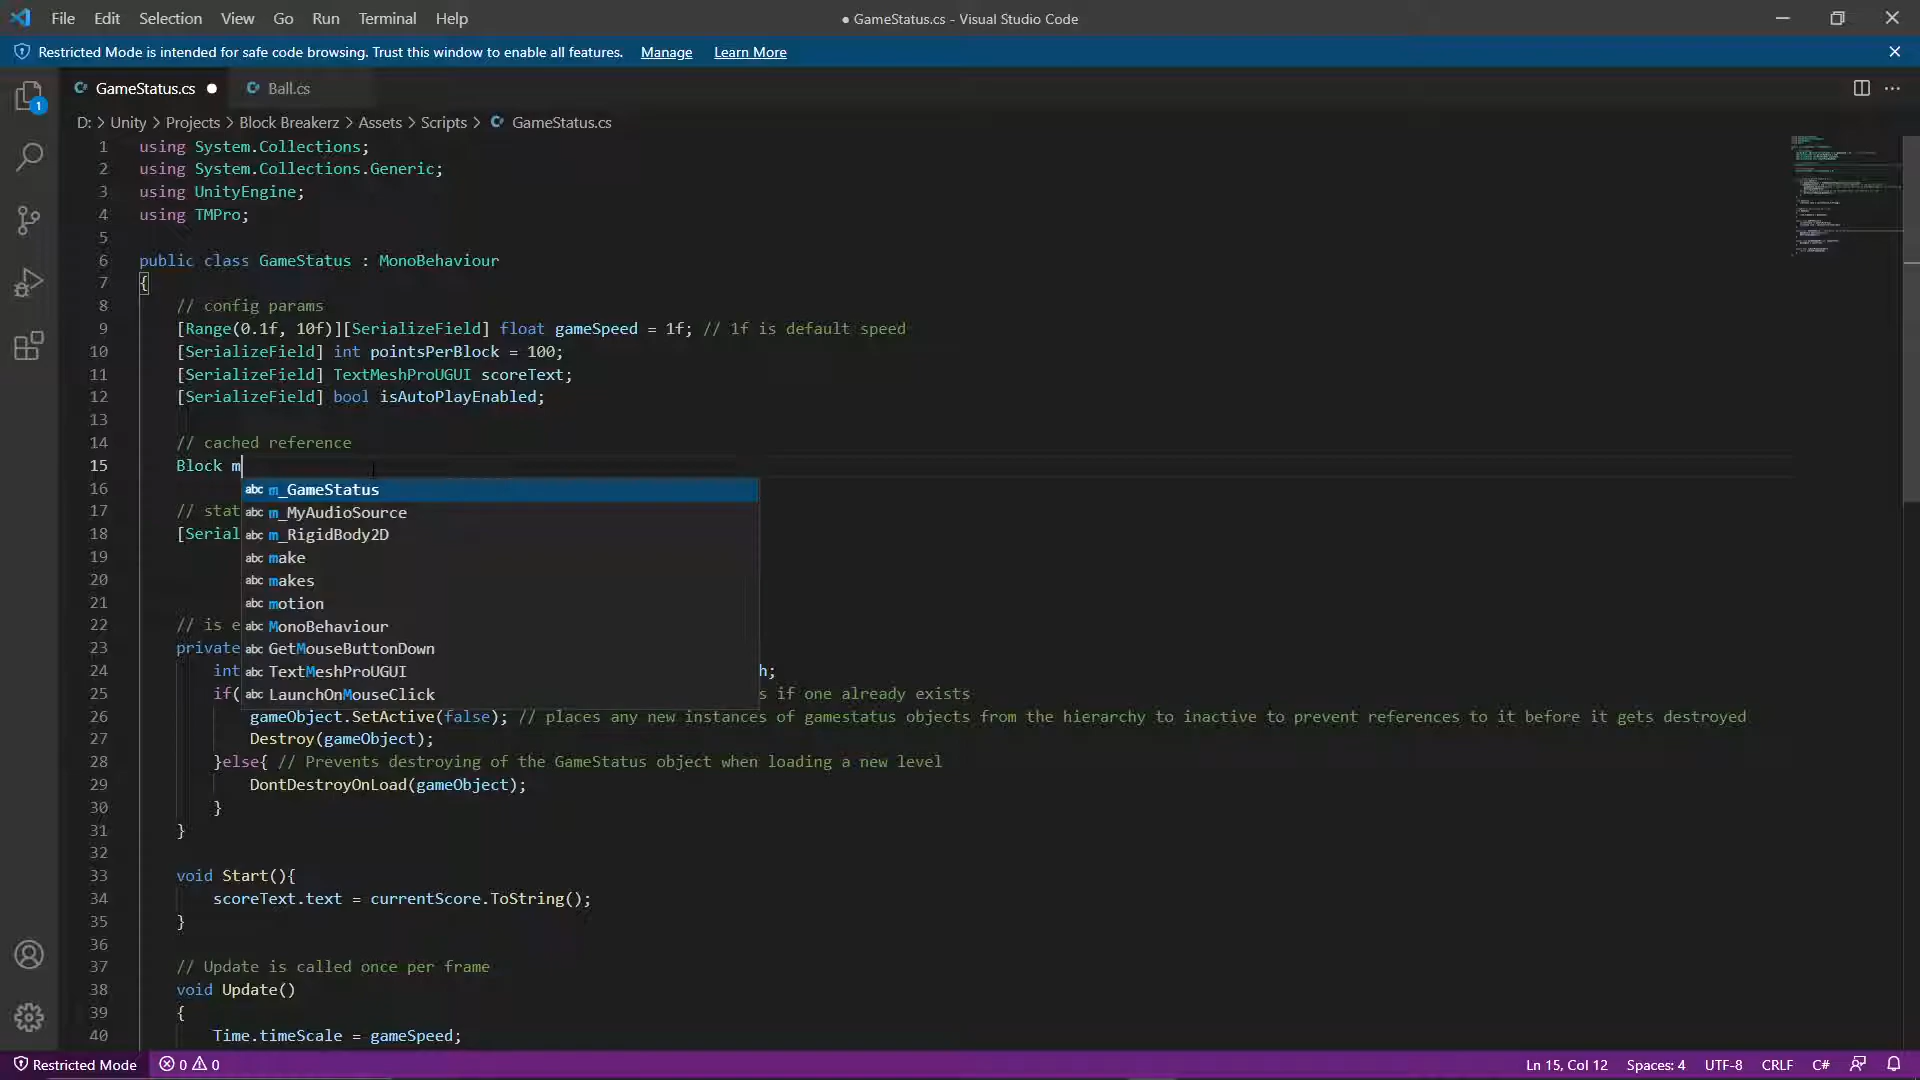 File Edit Selection View Go Run Terminal Help
● GameStatus.cs - Visual Studio Code
Restricted Mode is intended for safe code browsing. Trust this window to enable all features. Manage Learn More
GameStatus.cs Ball.cs
1
D: > Unity > Projects > Block Breakerz > Assets > Scripts > GameStatus.cs
1 using System.Collections;
2 using System.Collections.Generic;
3 using UnityEngine;
4 using TMPro;
5
6 public class GameStatus : MonoBehaviour
7 {
8 // config params
9 [Range(0.1f, 10f)][SerializeField] float gameSpeed = 1f; // 1f is default speed
10 [SerializeField] int pointsPerBlock = 100;
11 [SerializeField] TextMeshProUGUI scoreText;
12 [SerializeField] bool isAutoPlayEnabled;
13
14 // cached reference
15 Block m
16 abc m_GameStatus
17 // stat abc m_MyAudioSource
18 [Serial abc m_RigidBody2D
19 abc make
20 abc makes
21 abc motion
22 // is e abc MonoBehaviour
23 private abc GetMouseButtonDown
24 int abc TextMeshProUGUI h;
25 if( abc LaunchOnMouseClick s if one already exists
26 gameObject.SetActive(false); // places any new instances of gamestatus objects from the hierarchy to inactive to prevent references to it before it gets destroyed
27 Destroy(gameObject);
28 }else{ // Prevents destroying of the GameStatus object when loading a new level
29 DontDestroyOnLoad(gameObject);
30 }
31 }
32
33 void Start(){
34 scoreText.text = currentScore.ToString();
35 }
36
37 // Update is called once per frame
38 void Update()
39 {
40 Time.timeScale = gameSpeed;
Restricted Mode 0 0 Ln 15, Col 12 Spaces: 4 UTF-8 CRLF C#